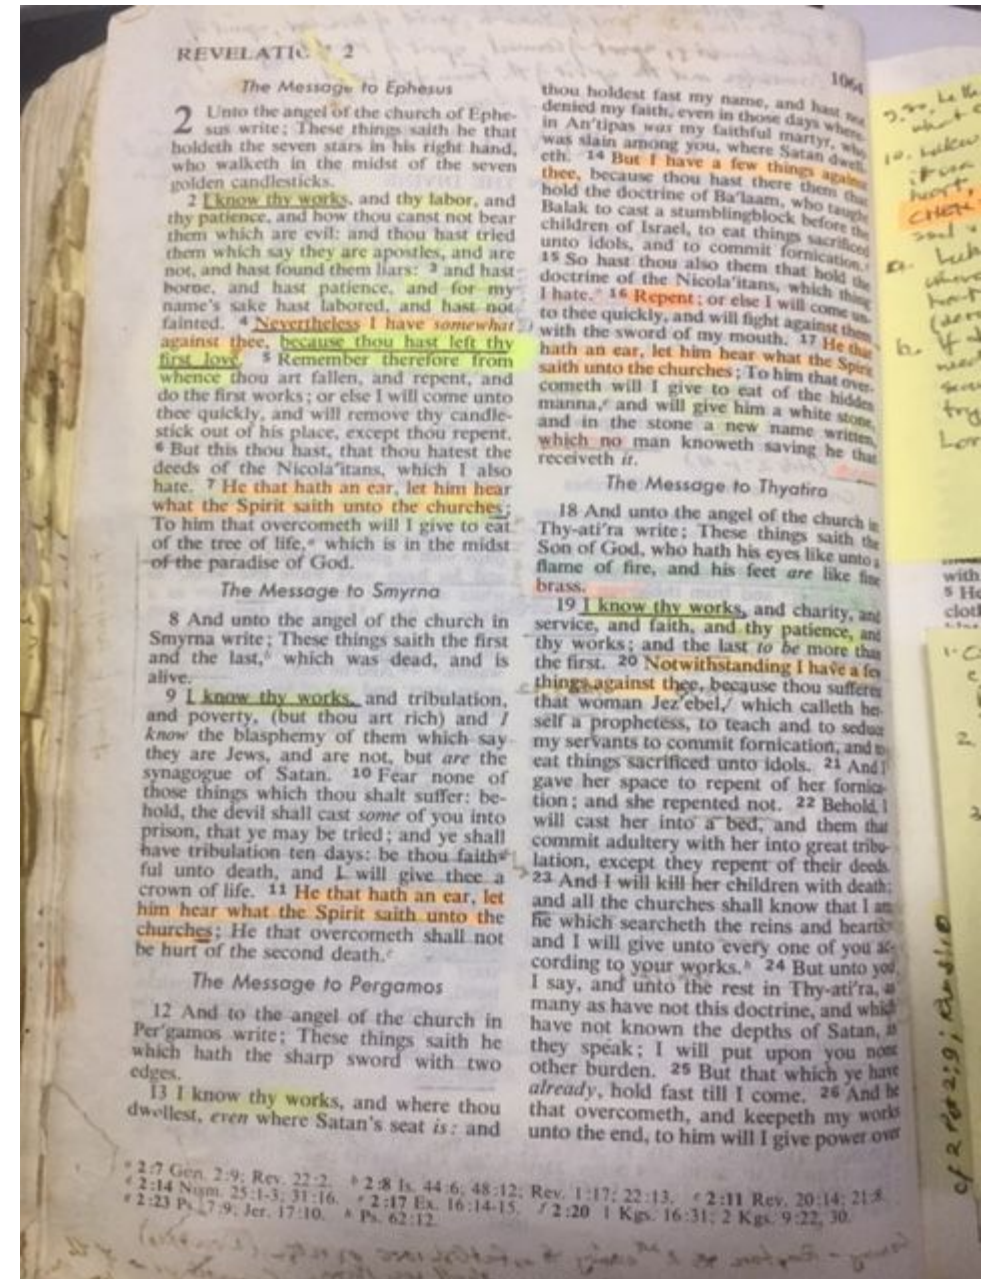 REVELATIC 2
1064
The Message to Ephesus
2 Unto the angel of the church of Ephe-
sus write; These things saith he that
holdeth the seven stars in his right hand,
who walketh in the midst of the seven
golden candlesticks.
2 I know thy works, and thy labor, and
thy patience, and how thou canst not bear
them which are evil: and thou hast tried
them which say they are apostles, and are
not, and hast found them liars: 3 and hast
borne, and hast patience, and for my
name's sake hast labored, and hast not
fainted. 4 Nevertheless I have somewhat
against thee, because thou hast left thy
first love. 5 Remember therefore from
whence thou art fallen, and repent, and
do the first works; or else I will come unto
thee quickly, and will remove thy candle-
stick out of his place, except thou repent.
6 But this thou hast, that thou hatest the
deeds of the Nicola'itans, which I also
hate. 7 He that hath an ear, let him hear
what the Spirit saith unto the churches;
To him that overcometh will I give to eat
of the tree of life,a which is in the midst
of the paradise of God.
The Message to Smyrna
8 And unto the angel of the church in
Smyrna write; These things saith the first
and the last,b which was dead, and is
alive.
9 I know thy works, and tribulation,
and poverty, (but thou art rich) and I
know the blasphemy of them which say
they are Jews, and are not, but are the
synagogue of Satan. 10 Fear none of
those things which thou shalt suffer: be-
hold, the devil shall cast some of you into
prison, that ye may be tried; and ye shall
have tribulation ten days: be thou faith-
ful unto death, and I will give thee a
crown of life. 11 He that hath an ear, let
him hear what the Spirit saith unto the
churches; He that overcometh shall not
be hurt of the second death.c
The Message to Pergamos
12 And to the angel of the church in
Per'gamos write; These things saith he
which hath the sharp sword with two
edges.
13 I know thy works, and where thou
dwellest, even where Satan's seat is: and
thou holdest fast my name, and hast not
denied my faith, even in those days where-
in An'tipas was my faithful martyr, who
was slain among you, where Satan dwell-
eth. 14 But I have a few things against
thee, because thou hast there them that
hold the doctrine of Ba'laam, who taught
Balak to cast a stumblingblock before the
children of Israel, to eat things sacrificed
unto idols, and to commit fornication.d
15 So hast thou also them that hold the
doctrine of the Nicola'itans, which thing
I hate. 16 Repent; or else I will come un-
to thee quickly, and will fight against them
with the sword of my mouth. 17 He that
hath an ear, let him hear what the Spirit
saith unto the churches; To him that over-
cometh will I give to eat of the hidden
manna,e and will give him a white stone,
and in the stone a new name written,
which no man knoweth saving he that
receiveth it.
The Message to Thyatira
18 And unto the angel of the church in
Thy-ati'ra write; These things saith the
Son of God, who hath his eyes like unto a
flame of fire, and his feet are like fine
brass.
19 I know thy works, and charity, and
service, and faith, and thy patience, and
thy works; and the last to be more than
the first. 20 Notwithstanding I have a few
things against thee, because thou sufferest
that woman Jez'ebel,f which calleth her-
self a prophetess, to teach and to seduce
my servants to commit fornication, and to
eat things sacrificed unto idols. 21 And I
gave her space to repent of her fornica-
tion; and she repented not. 22 Behold, I
will cast her into a bed, and them that
commit adultery with her into great tribu-
lation, except they repent of their deeds.
23 And I will kill her children with death;
and all the churches shall know that I am
he which searcheth the reins and hearts:
and I will give unto every one of you ac-
cording to your works.h 24 But unto you
I say, and unto the rest in Thy-ati'ra, as
many as have not this doctrine, and which
have not known the depths of Satan, as
they speak; I will put upon you none
other burden. 25 But that which ye have
already, hold fast till I come. 26 And he
that overcometh, and keepeth my works
unto the end, to him will I give power over
a 2:7 Gen. 2:9; Rev. 22:2. b 2:8 Is. 44:6; 48:12; Rev. 1:17; 22:13. c 2:11 Rev. 20:14; 21:8.
d 2:14 Num. 25:1-3; 31:16. e 2:17 Ex. 16:14-15. f 2:20 1 Kgs. 16:31; 2 Kgs. 9:22, 30.
g 2:23 Ps. 7:9; Jer. 17:10. h Ps. 62:12.
with